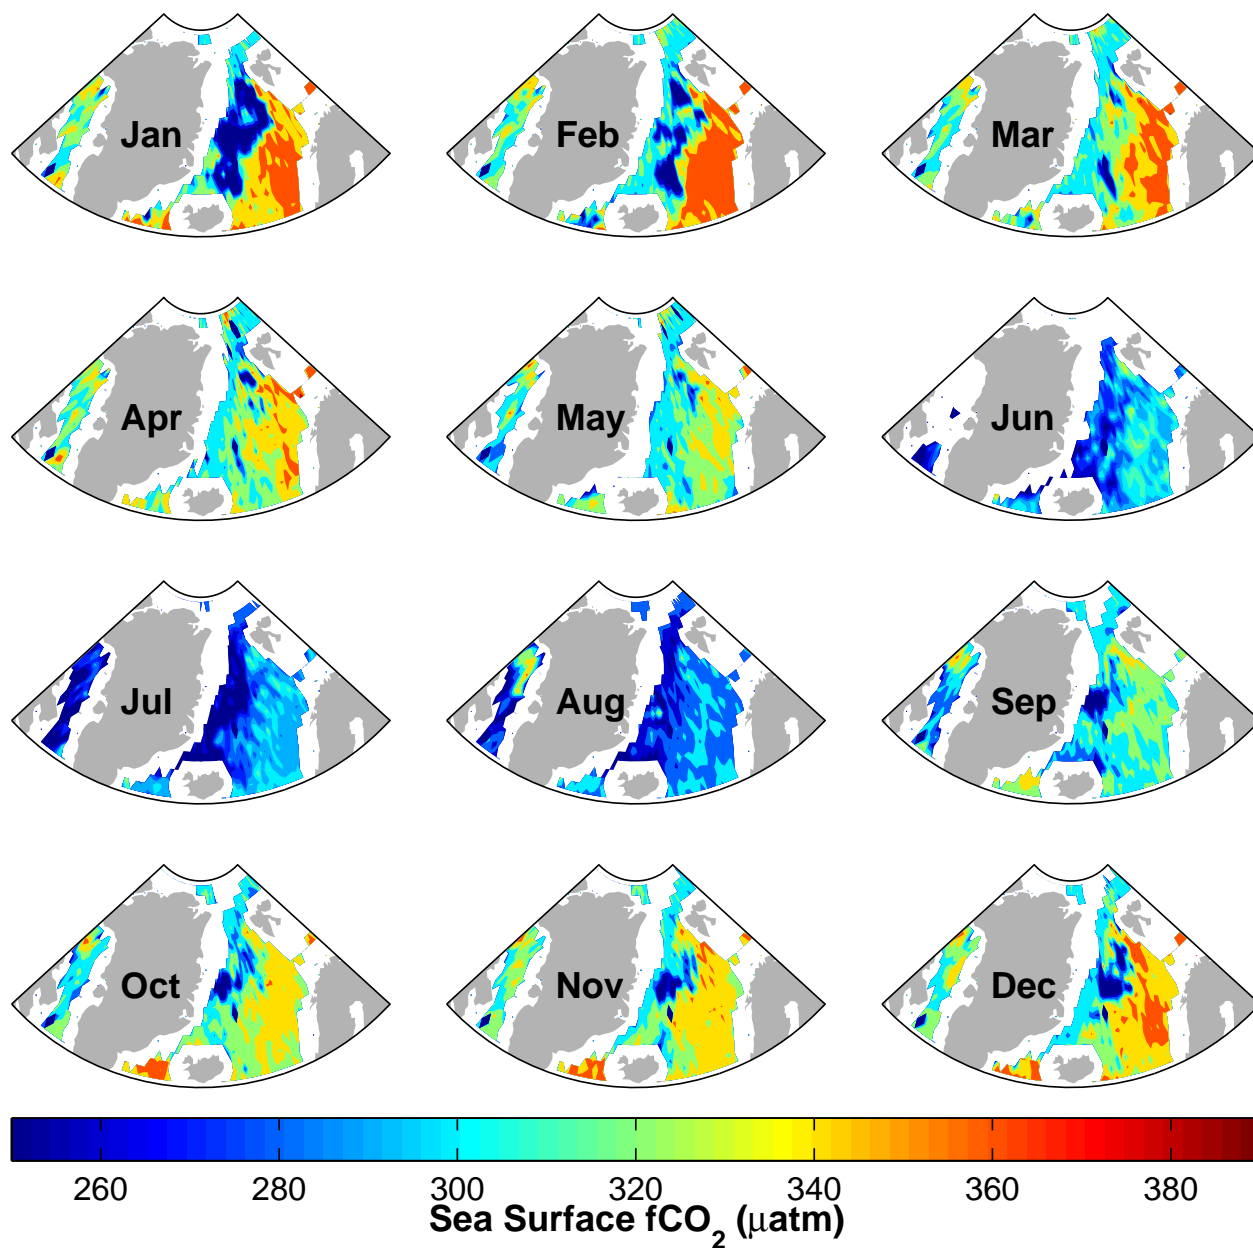 Jan Feb Mar
Apr May Jun
Jul Aug Sep
Oct Nov Dec
260 280 300 320 340 360 380
Sea Surface fCO₂ (μatm)